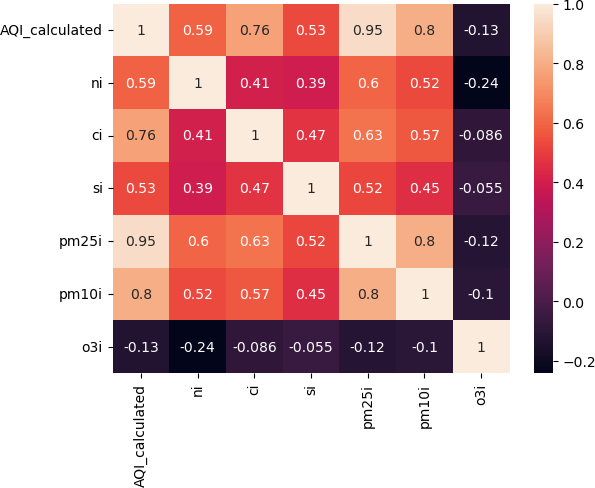 AQI_calculated 1 0.59 0.76 0.53 0.95 0.8 -0.13
ni 0.59 1 0.41 0.39 0.6 0.52 -0.24
ci 0.76 0.41 1 0.47 0.63 0.57 -0.086
si 0.53 0.39 0.47 1 0.52 0.45 -0.055
pm25i 0.95 0.6 0.63 0.52 1 0.8 -0.12
pm10i 0.8 0.52 0.57 0.45 0.8 1 -0.1
o3i -0.13 -0.24 -0.086 -0.055 -0.12 -0.1 1
AQI_calculated ni ci si pm25i pm10i o3i
1.0
0.8
0.6
0.4
0.2
0.0
−0.2